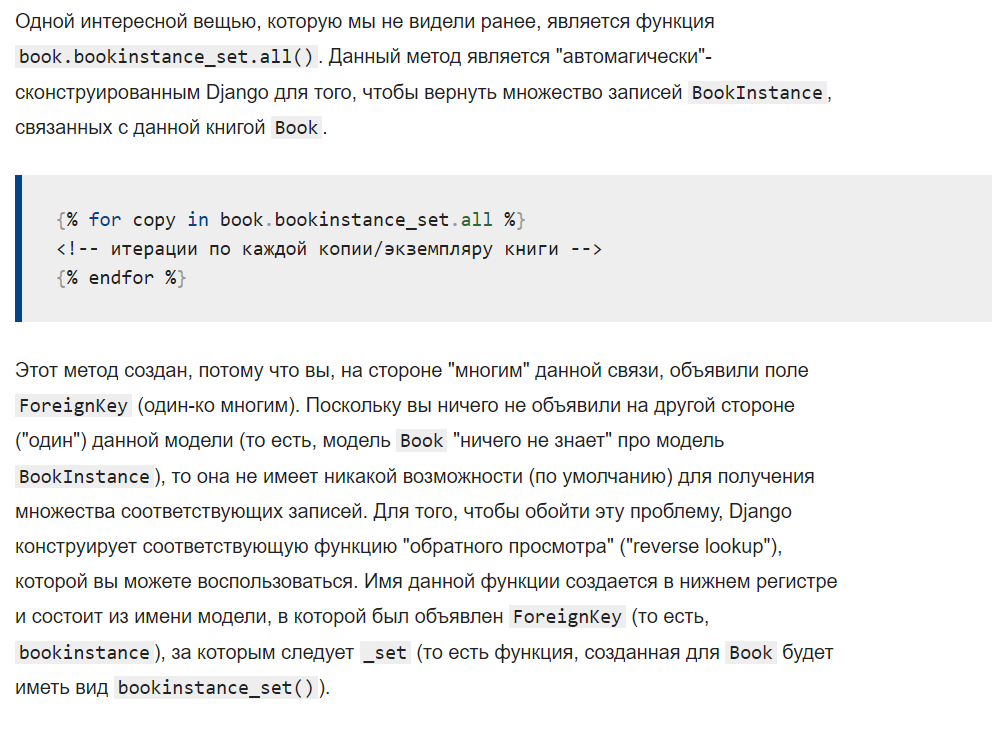 Одной интересной вещью, которую мы не видели ранее, является функция
book.bookinstance_set.all(). Данный метод является "автомагически"-
сконструированным Django для того, чтобы вернуть множество записей BookInstance,
связанных с данной книгой Book.
{% for copy in book.bookinstance_set.all %}
<!-- итерации по каждой копии/экземпляру книги -->
{% endfor %}
Этот метод создан, потому что вы, на стороне "многим" данной связи, объявили поле
ForeignKey (один-ко многим). Поскольку вы ничего не объявили на другой стороне
("один") данной модели (то есть, модель Book "ничего не знает" про модель
BookInstance), то она не имеет никакой возможности (по умолчанию) для получения
множества соответствующих записей. Для того, чтобы обойти эту проблему, Django
конструирует соответствующую функцию "обратного просмотра" ("reverse lookup"),
которой вы можете воспользоваться. Имя данной функции создается в нижнем регистре
и состоит из имени модели, в которой был объявлен ForeignKey (то есть,
bookinstance), за которым следует _set (то есть функция, созданная для Book будет
иметь вид bookinstance_set()).